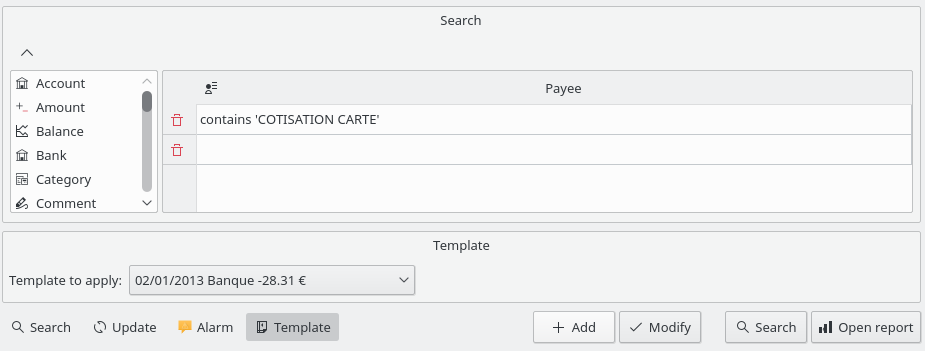 Search
Payee
Account
Amount
Balance
Bank
Category
Comment
contains 'COTISATION CARTE'
Template
Template to apply: 02/01/2013 Banque -28.31 €
Search Update Alarm Template Add Modify Search Open report